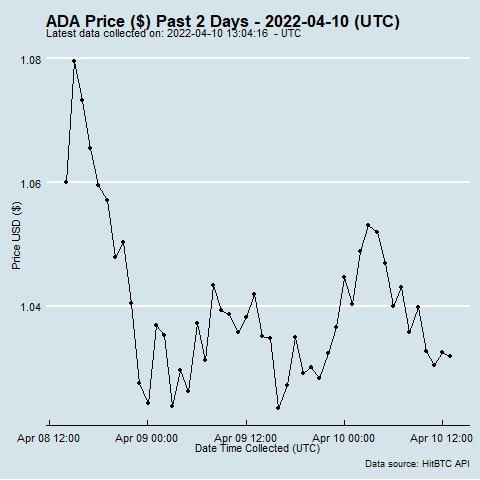 ADA Price ($) Past 2 Days - 2022-04-10 (UTC)
Latest data collected on: 2022-04-10 13:04:16 - UTC
1.08
1.06
1.04
Price USD ($)
Apr 08 12:00 Apr 09 00:00 Apr 09 12:00 Apr 10 00:00 Apr 10 12:00
Date Time Collected (UTC)
Data source: HitBTC API